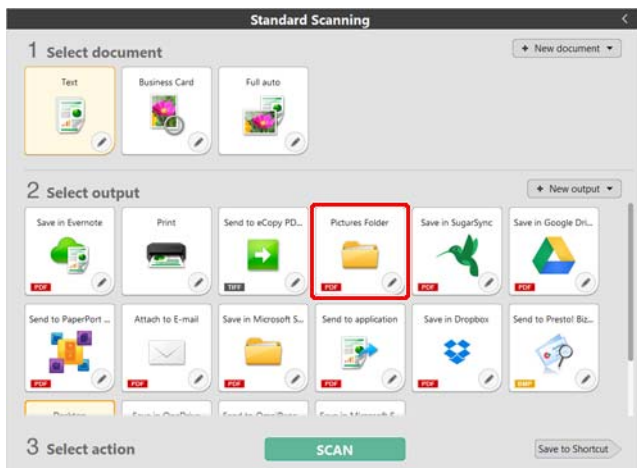 Standard Scanning
1 Select document
+ New document
Text
Business Card
Full auto
2 Select output
+ New output
Save in Evernote
Print
Send to eCopy PD...
Pictures Folder
Save in SugarSync
Save in Google Dri...
PDF
TIFF
PDF
PDF
PDF
Send to PaperPort ...
Attach to E-mail
Save in Microsoft S...
Send to application
Save in Dropbox
Send to Presto! Biz...
PDF
PDF
PDF
PDF
PDF
BMP
3 Select action
SCAN
Save to Shortcut